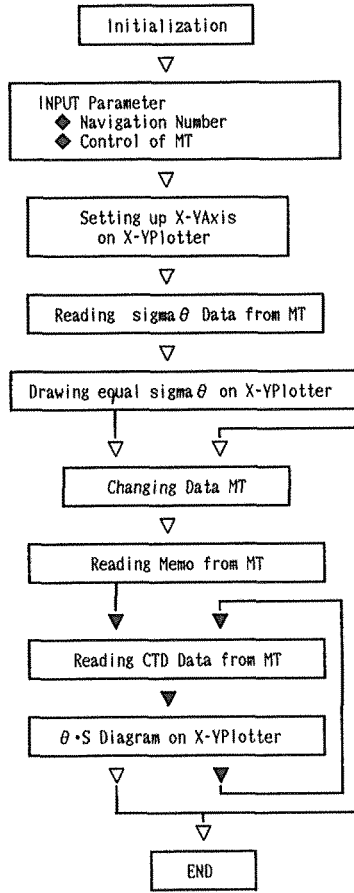 Initialization
INPUT Parameter
◆ Navigation Number
◆ Control of MT
Setting up X-YAxis
on X-YPlotter
Reading sigmaθ Data from MT
Drawing equal sigmaθ on X-YPlotter
Changing Data MT
Reading Memo from MT
Reading CTD Data from MT
θ・S Diagram on X-YPlotter
END